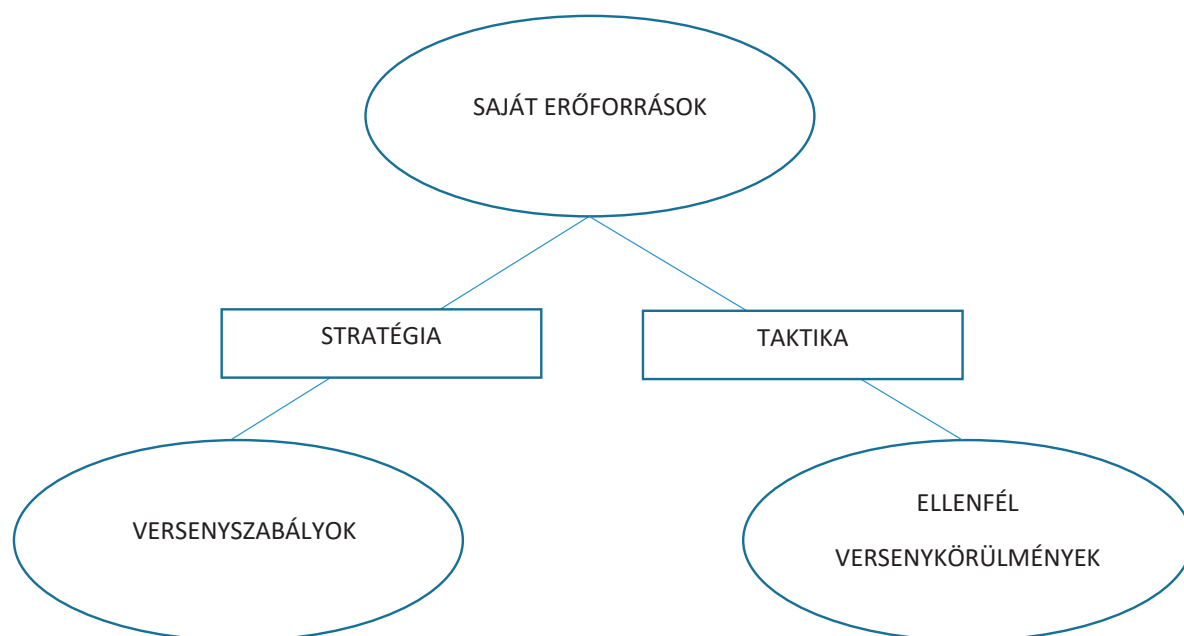 SAJÁT ERŐFORRÁSOK
STRATÉGIA
TAKTIKA
VERSENYSZABÁLYOK
ELLENFÉL
VERSENYKÖRÜLMÉNYEK